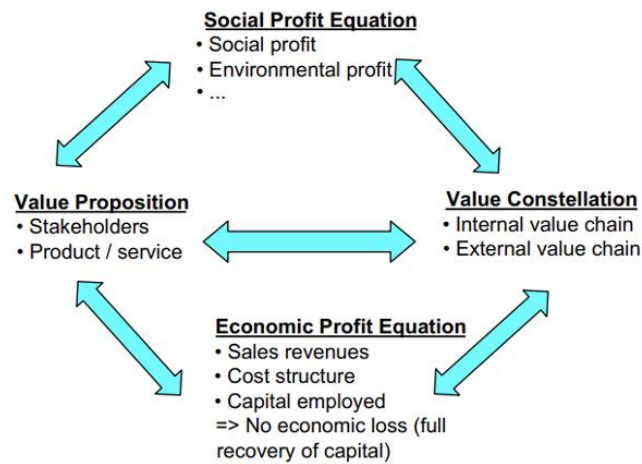 Social Profit Equation
• Social profit
• Environmental profit
• ...
Value Proposition
• Stakeholders
• Product / service
Value Constellation
• Internal value chain
• External value chain
Economic Profit Equation
• Sales revenues
• Cost structure
• Capital employed
=> No economic loss (full
recovery of capital)